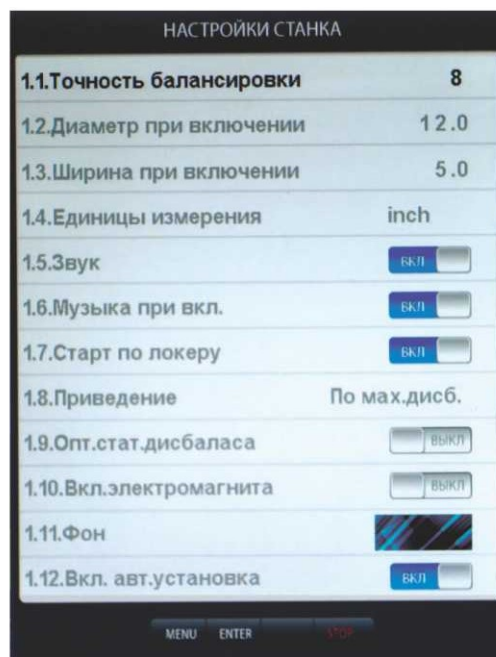 НАСТРОЙКИ СТАНКА
1.1.Точность балансировки 8
1.2.Диаметр при включении 12.0
1.3.Ширина при включении 5.0
1.4.Единицы измерения inch
1.5.Звук ВКЛ
1.6.Музыка при вкл. ВКЛ
1.7.Старт по локеру ВКЛ
1.8.Приведение По мах.дисб.
1.9.Опт.стат.дисбаласа ВЫКЛ
1.10.Вкл.электромагнита ВЫКЛ
1.11.Фон
1.12.Вкл. авт.установка ВКЛ
MENU ENTER STOP